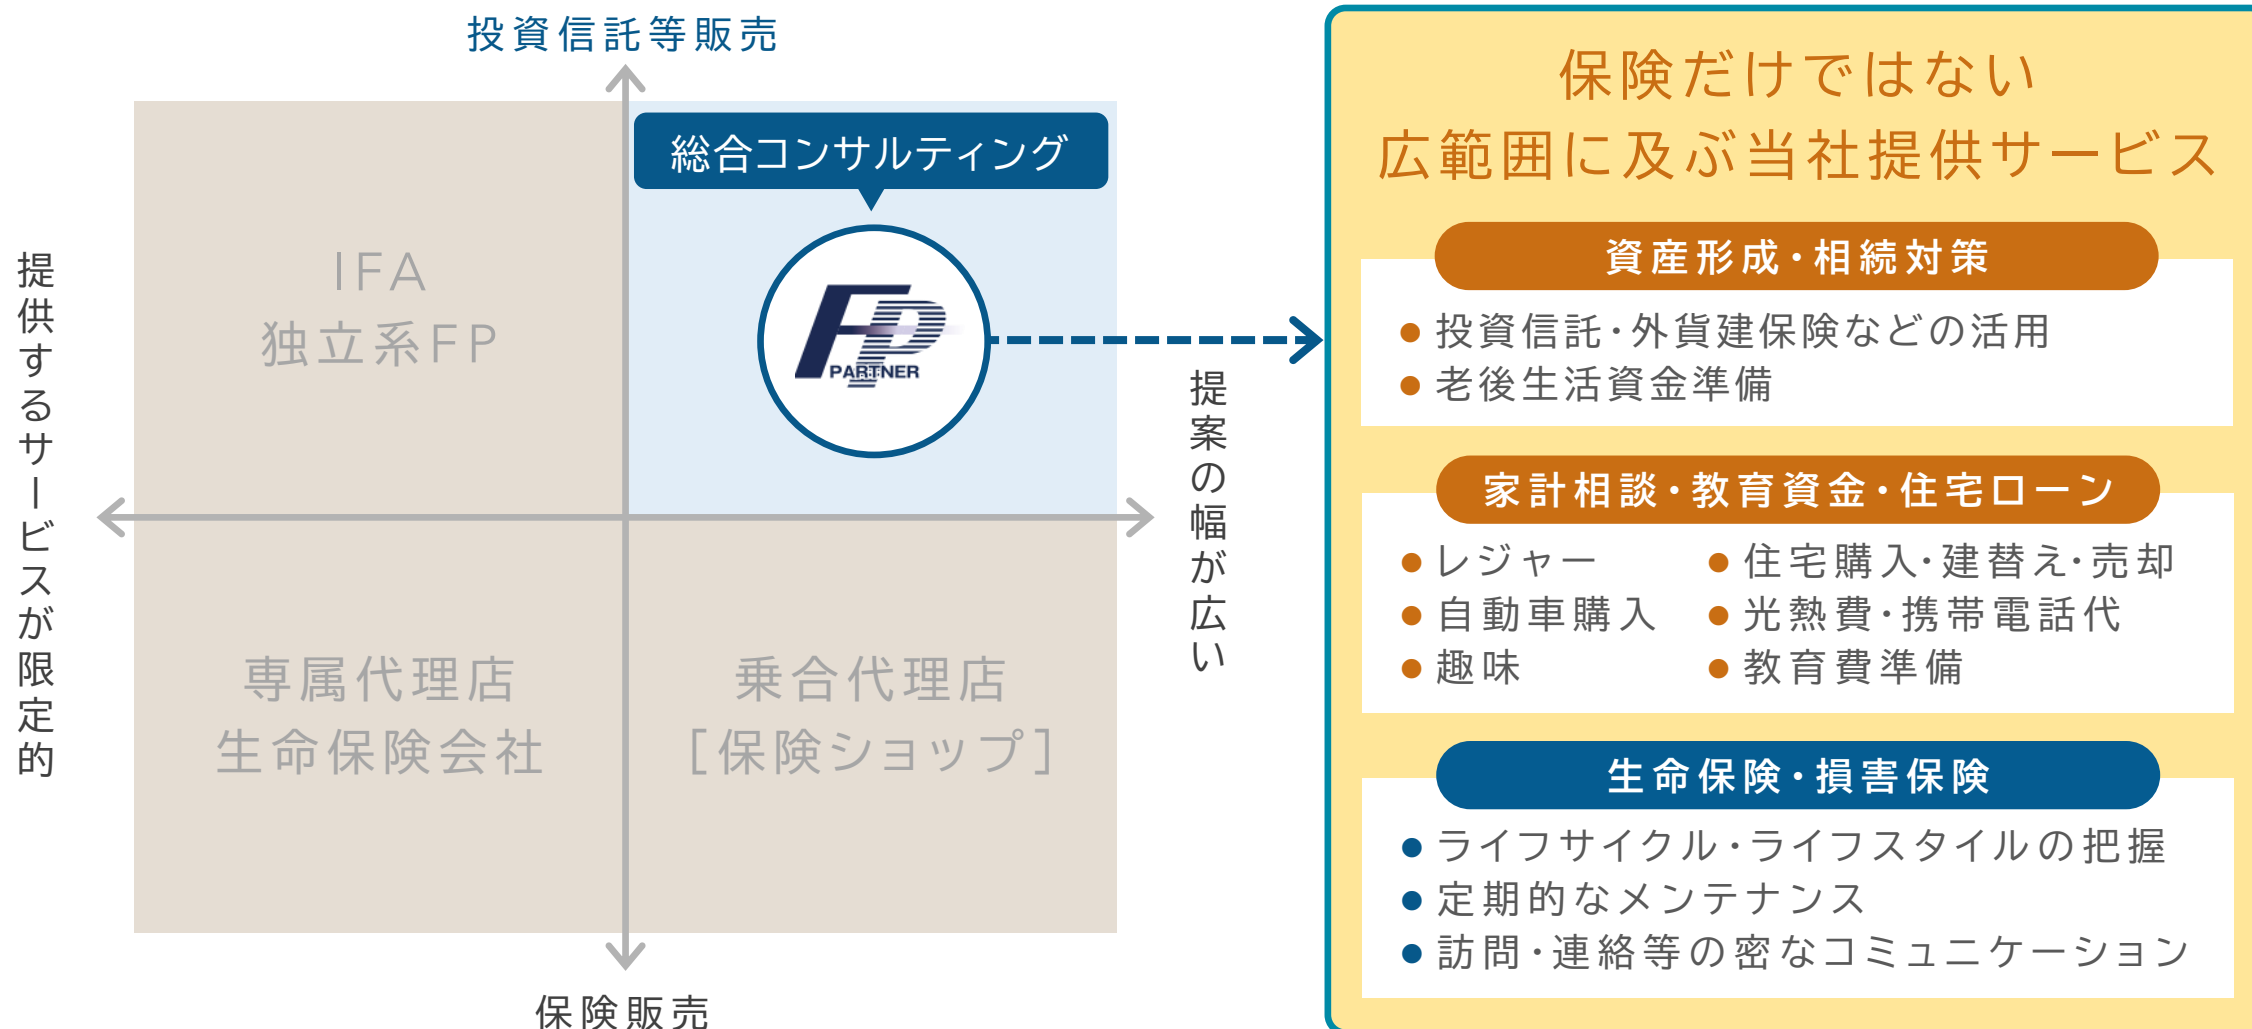 投資信託等販売
総合コンサルティング
IFA
独立系FP
FP
PARTNER
提供するサービスが限定的
提案の幅が広い
専属代理店
生命保険会社
乗合代理店
[保険ショップ]
保険販売
保険だけではない
広範囲に及ぶ当社提供サービス
資産形成・相続対策
●投資信託・外貨建保険などの活用
●老後生活資金準備
家計相談・教育資金・住宅ローン
●レジャー
●自動車購入
●趣味
●住宅購入・建替え・売却
●光熱費・携帯電話代
●教育費準備
生命保険・損害保険
●ライフサイクル・ライフスタイルの把握
●定期的なメンテナンス
●訪問・連絡等の密なコミュニケーション